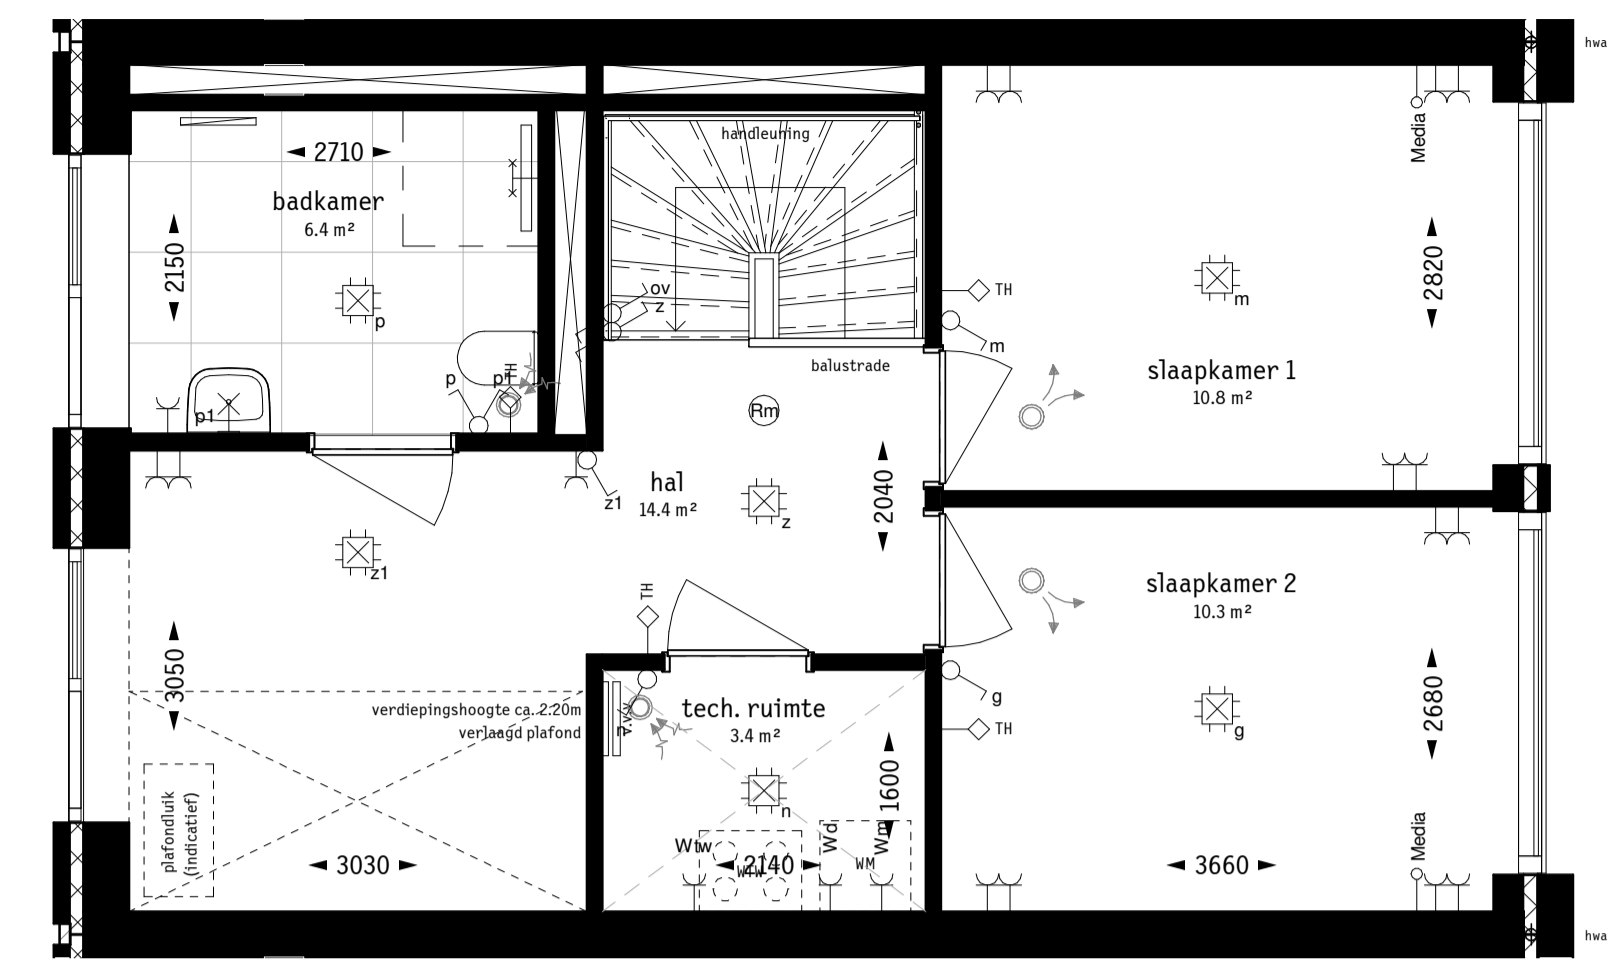 hwa
handleuning
Media
2710
badkamer
6.4 m²
2150
2820
ov
z
TH
m
p
m
balustrade
slaapkamer 1
10.8 m²
TH
p
p1
p1
Rm
hal
14.4 m²
2040
z1
z
z1
slaapkamer 2
10.3 m²
TH
3050
verdiepingshoogte ca. 2.20m
verlaagd plafond
tech. ruimte
3.4 m²
g
TH
g
2680
1600
n
plafondluik
(indicatief)
Wtw
WTW
Wd
Wm
WM
Media
3030
2140
3660
hwa